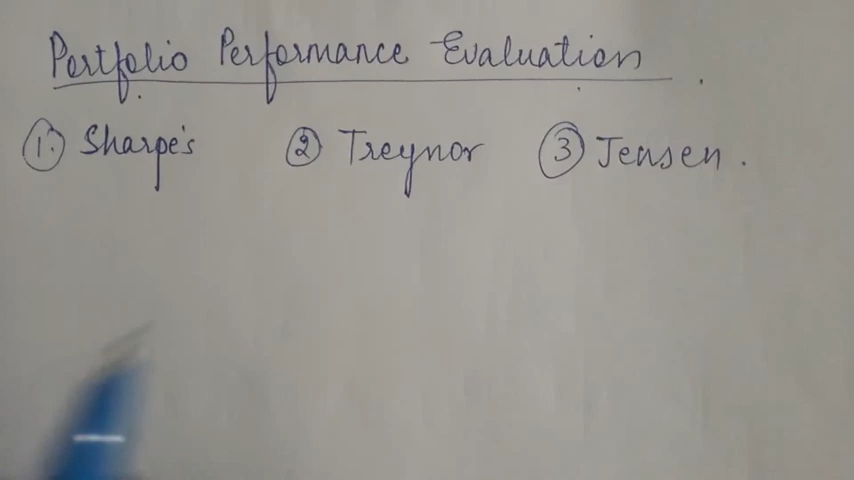 Portfolio Performance Evaluation
① Sharpe's ② Treynor ③ Jensen.